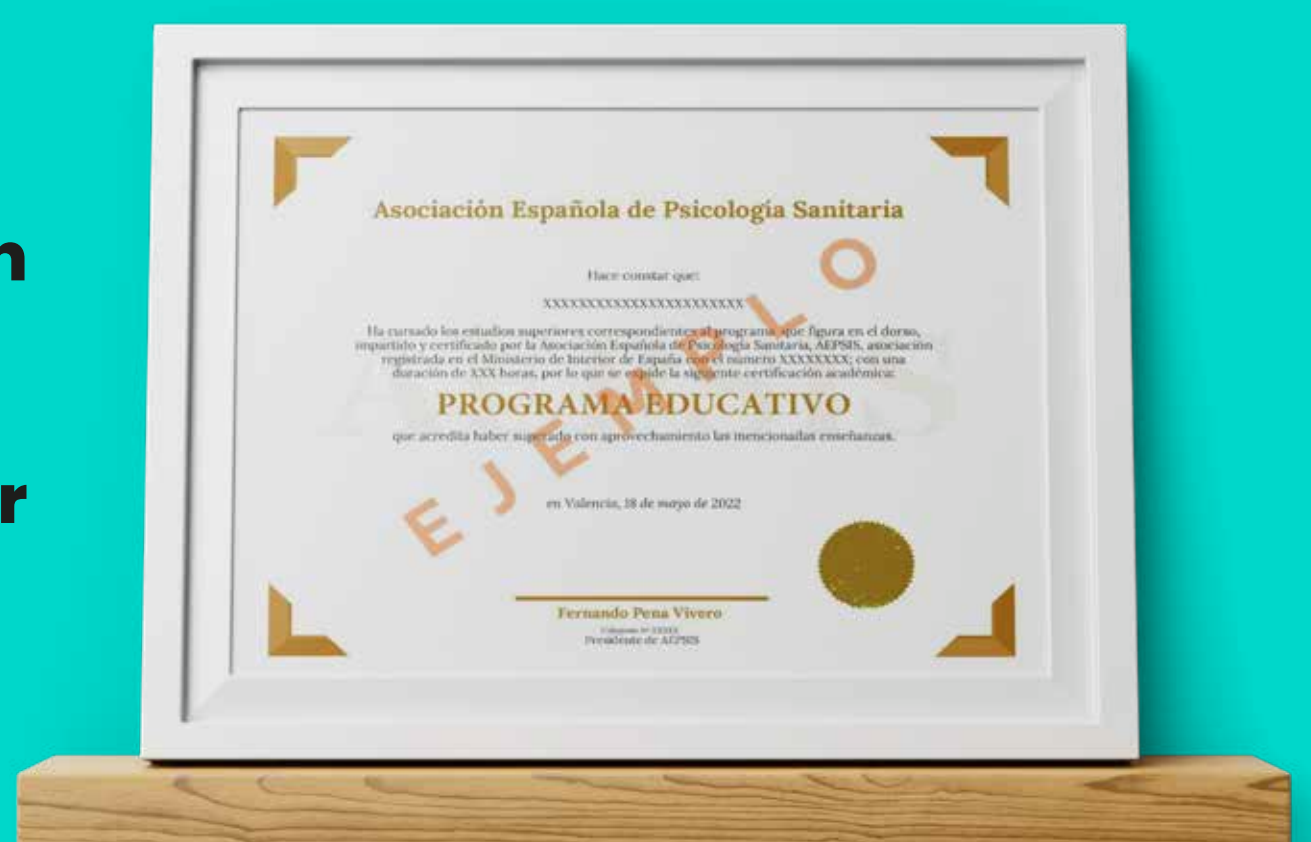 n
r
Asociación Española de Psicología Sanitaria
Hace constar que:
XXXXXXXXXXXXXXXXXXXXXXXX
Ha cursado los estudios superiores correspondientes al programa que figura en el dorso,
impartido y certificado por la Asociación Española de Psicología Sanitaria, AEPSIS, asociación
registrada en el Ministerio de Interior de España con el número XXXXXXXX; con una
duración de XXX horas, por lo que se expide la siguiente certificación académica:
PROGRAMA EDUCATIVO
que acredita haber superado con aprovechamiento las mencionadas enseñanzas.
en Valencia, 18 de mayo de 2022
EJEMPLO
Fernando Pena Vivero
Presidente de AEPSIS